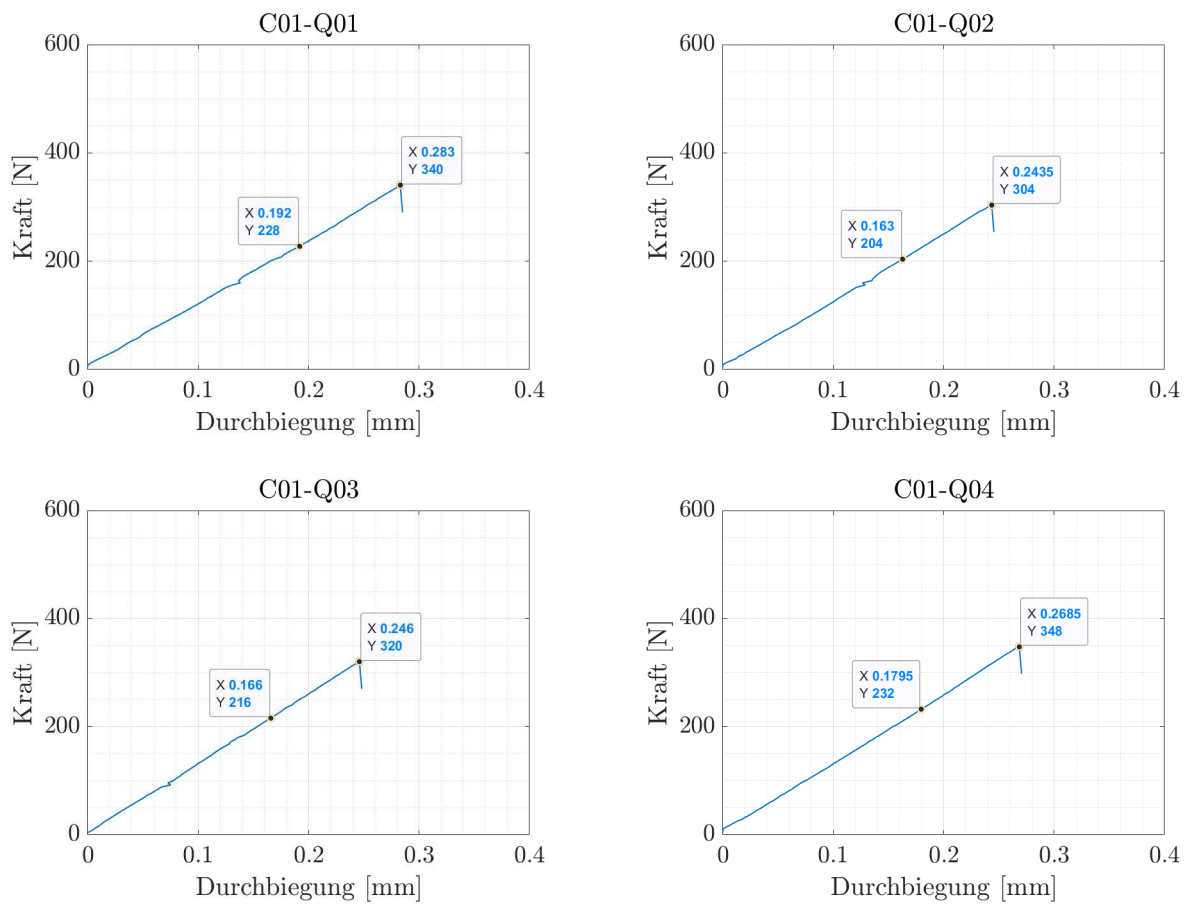 C01-Q01
600
400
200
0
Kraft [N]
X 0.283
Y 340
X 0.192
Y 228
0 0.1 0.2 0.3 0.4
Durchbiegung [mm]
C01-Q02
600
400
200
0
Kraft [N]
X 0.2435
Y 304
X 0.163
Y 204
0 0.1 0.2 0.3 0.4
Durchbiegung [mm]
C01-Q03
600
400
200
0
Kraft [N]
X 0.246
Y 320
X 0.166
Y 216
0 0.1 0.2 0.3 0.4
Durchbiegung [mm]
C01-Q04
600
400
200
0
Kraft [N]
X 0.2685
Y 348
X 0.1795
Y 232
0 0.1 0.2 0.3 0.4
Durchbiegung [mm]